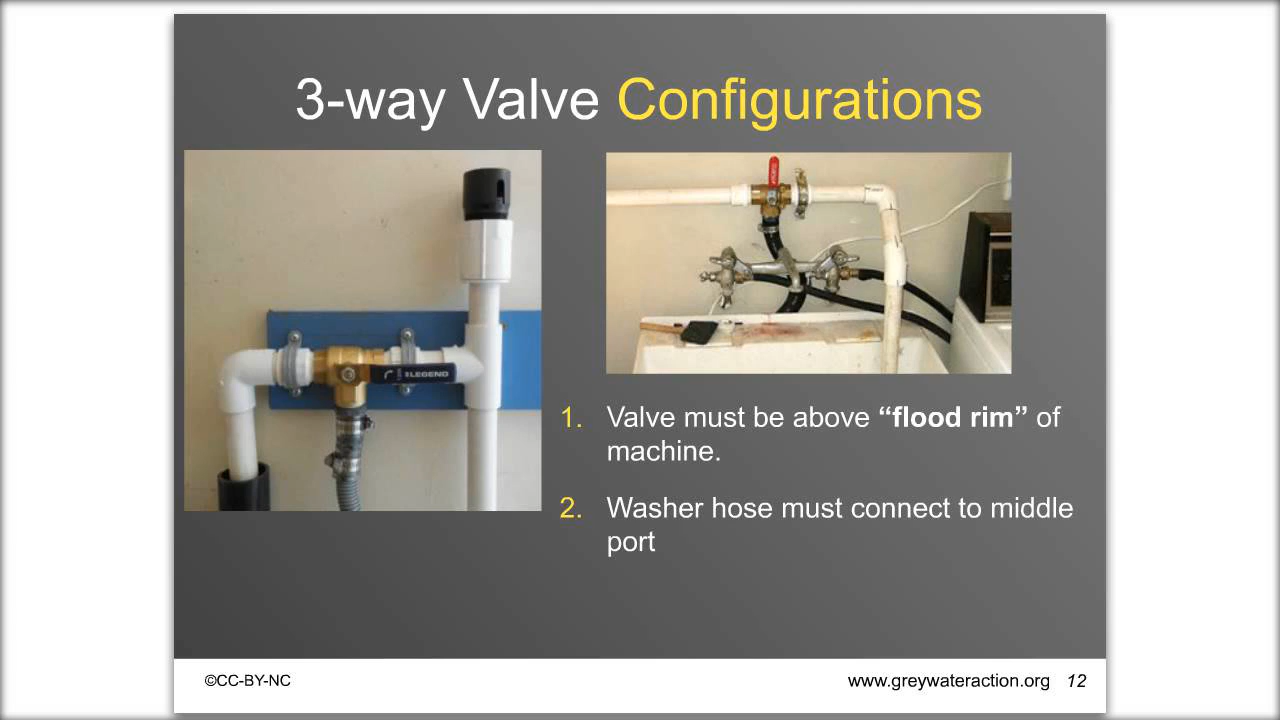 3-way Valve Configurations
LEGEND
1. Valve must be above “flood rim” of
machine.
2. Washer hose must connect to middle
port
©CC-BY-NC
www.greywateraction.org 12